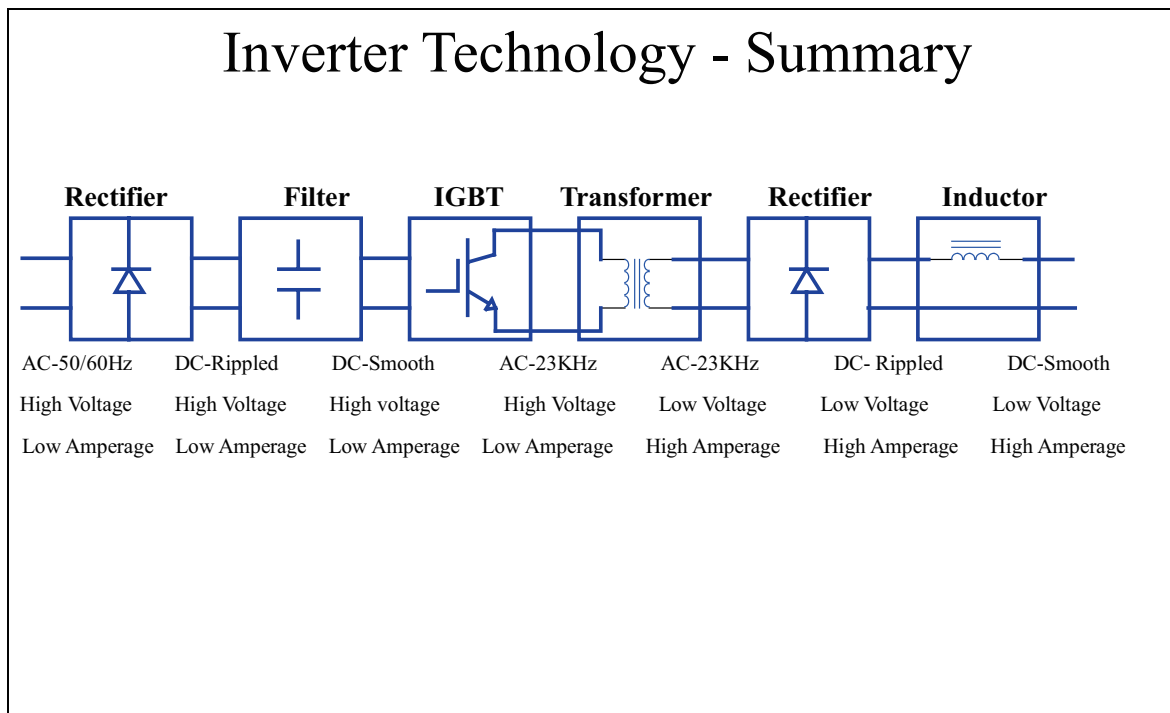 Inverter Technology - Summary
Rectifier Filter IGBT Transformer Rectifier Inductor
AC-50/60Hz DC-Rippled DC-Smooth AC-23KHz AC-23KHz DC- Rippled DC-Smooth
High Voltage High Voltage High voltage High Voltage Low Voltage Low Voltage Low Voltage
Low Amperage Low Amperage Low Amperage Low Amperage High Amperage High Amperage High Amperage